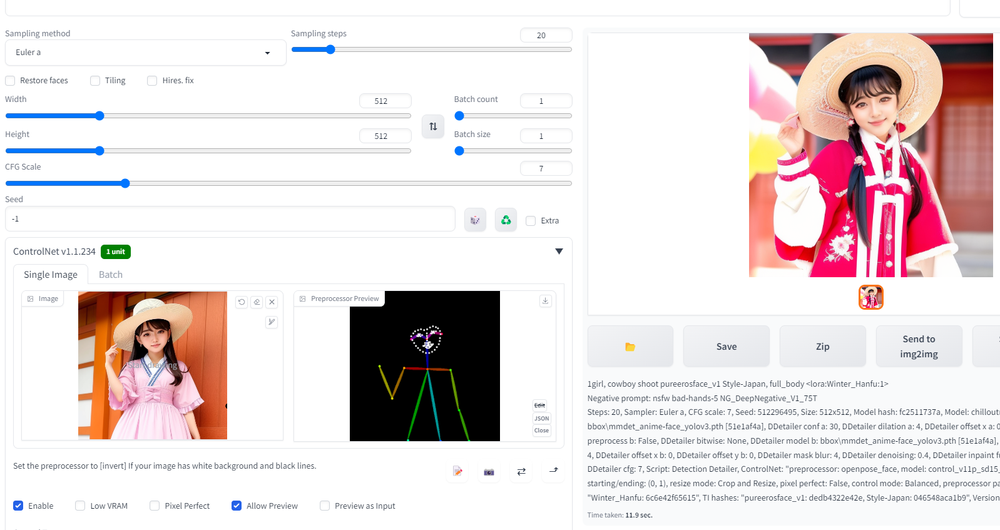 Sampling method
Euler a
Sampling steps
20
Restore faces
Tiling
Hires. fix
Width
512
Batch count
1
Height
512
Batch size
1
CFG Scale
7
Seed
-1
Extra
ControlNet v1.1.234
1 unit
Single Image
Batch
Image
Start drawing
Preprocessor Preview
Edit
JSON
Close
Set the preprocessor to [invert] If your image has white background and black lines.
Enable
Low VRAM
Pixel Perfect
Allow Preview
Preview as Input
Save
Zip
Send to
img2img
1girl, cowboy shoot pureerosface_v1 Style-Japan, full_body <lora:Winter_Hanfu:1>
Negative prompt: nsfw bad-hands-5 NG_DeepNegative_V1_75T
Steps: 20, Sampler: Euler a, CFG scale: 7, Seed: 512296495, Size: 512x512, Model hash: fc2511737a, Model:
bbox\mmdet_anime-face_yolov3.pth [51e1af4a], DDetailer conf a: 30, DDetailer dilation a: 4, DDetailer offset x a:
preprocess b: False, DDetailer bitwise: None, DDetailer model b: bbox\mmdet_anime-face_yolov3.pth [51e1af4a],
4, DDetailer offset x b: 0, DDetailer offset y b: 0, DDetailer mask blur: 4, DDetailer denoising: 0.4, DDetailer inpaint
DDetailer cfg: 7, Script: Detection Detailer, ControlNet: "preprocessor: openpose_face, model: control_v11p_sd15_
starting/ending: (0, 1), resize mode: Crop and Resize, pixel perfect: False, control mode: Balanced, preprocessor
"Winter_Hanfu: 6c6e42f65615", TI hashes: "pureerosface_v1: dedb4322e42e, Style-Japan: 046548aca1b9", Version
Time taken: 11.9 sec.